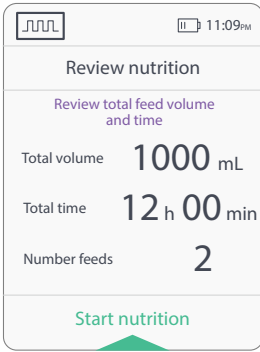 11:09PM
Review nutrition
Review total feed volume
and time
Total volume 1000 mL
Total time 12 h 00 min
Number feeds 2
Start nutrition